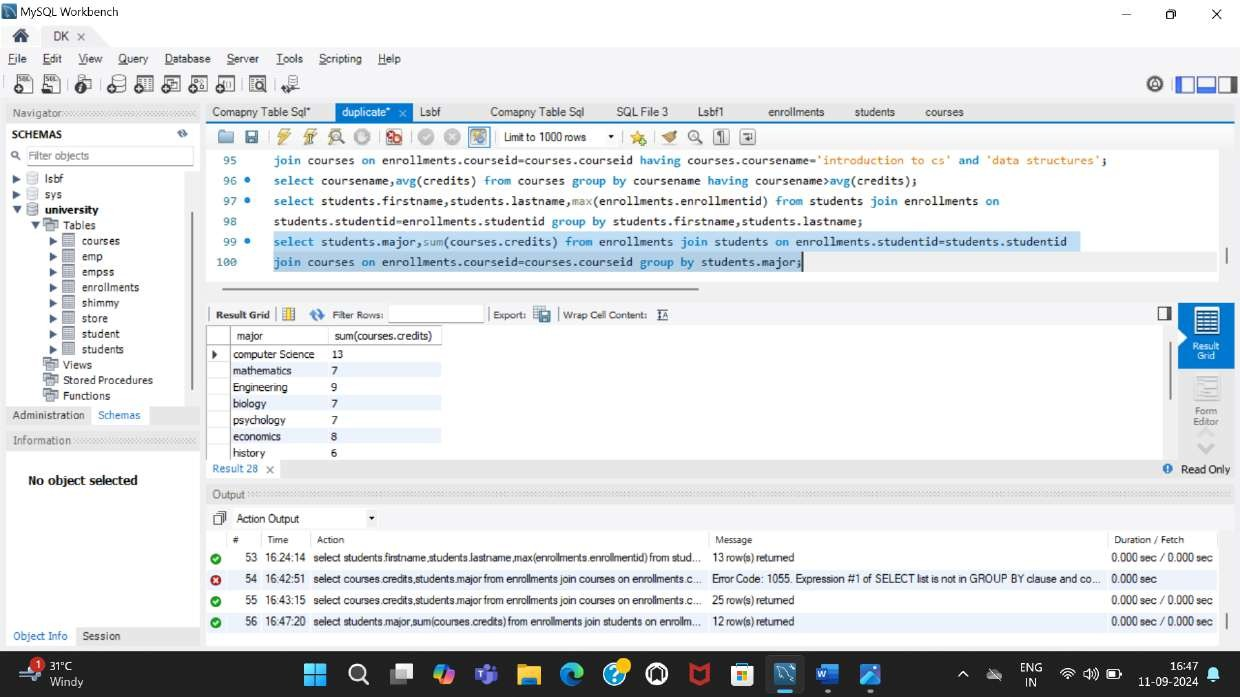 MySQL Workbench
DK
File Edit View Query Database Server Tools Scripting Help
Navigator
SCHEMAS
Filter objects
lsbf
sys
university
Tables
courses
emp
empss
enrollments
shimmy
store
student
students
Views
Stored Procedures
Functions
Administration Schemas
Information
No object selected
Object Info Session
Comapny Table Sql* duplicate* Lsbf Comapny Table Sql SQL File 3 Lsbf1 enrollments students courses
Limit to 1000 rows
95 join courses on enrollments.courseid=courses.courseid having courses.coursename='introduction to cs' and 'data structures';
96 select coursename,avg(credits) from courses group by coursename having coursename>avg(credits);
97 select students.firstname,students.lastname,max(enrollments.enrollmentid) from students join enrollments on
98 students.studentid=enrollments.studentid group by students.firstname,students.lastname;
99 select students.major,sum(courses.credits) from enrollments join students on enrollments.studentid=students.studentid
100 join courses on enrollments.courseid=courses.courseid group by students.major;
Result Grid Filter Rows: Export: Wrap Cell Content:
major sum(courses.credits)
computer Science 13
mathematics 7
Engineering 9
biology 7
psychology 7
economics 8
history 6
Result Grid
Form Editor
Result 28
Read Only
Output
Action Output
# Time Action Message Duration / Fetch
53 16:24:14 select students.firstname,students.lastname,max(enrollments.enrollmentid) from stud... 13 row(s) returned 0.000 sec / 0.000 sec
54 16:42:51 select courses.credits,students.major from enrollments join courses on enrollments.c... Error Code: 1055. Expression #1 of SELECT list is not in GROUP BY clause and co... 0.000 sec
55 16:43:15 select courses.credits,students.major from enrollments join courses on enrollments.c... 25 row(s) returned 0.000 sec / 0.000 sec
56 16:47:20 select students.major,sum(courses.credits) from enrollments join students on enrollm... 12 row(s) returned 0.000 sec / 0.000 sec
1
31°C
Windy
ENG
IN
16:47
11-09-2024